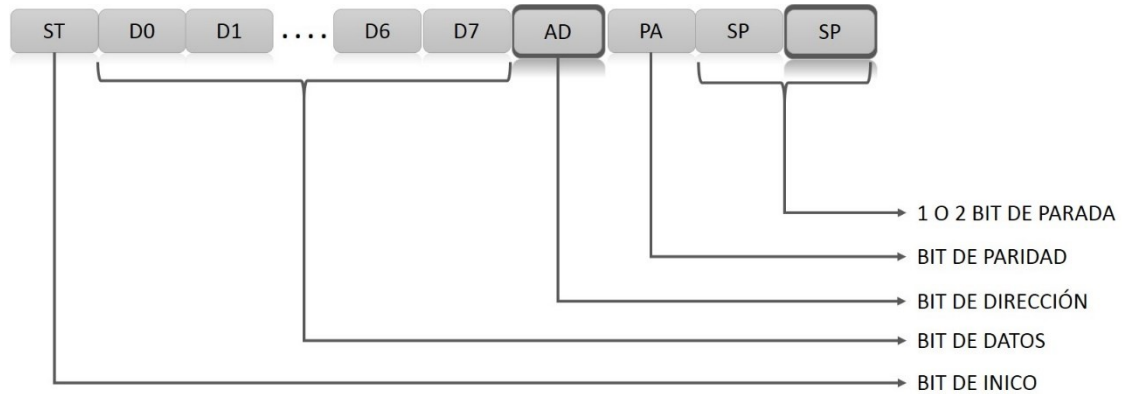 ST D0 D1 .... D6 D7 AD PA SP SP
1 O 2 BIT DE PARADA
BIT DE PARIDAD
BIT DE DIRECCIÓN
BIT DE DATOS
BIT DE INICO